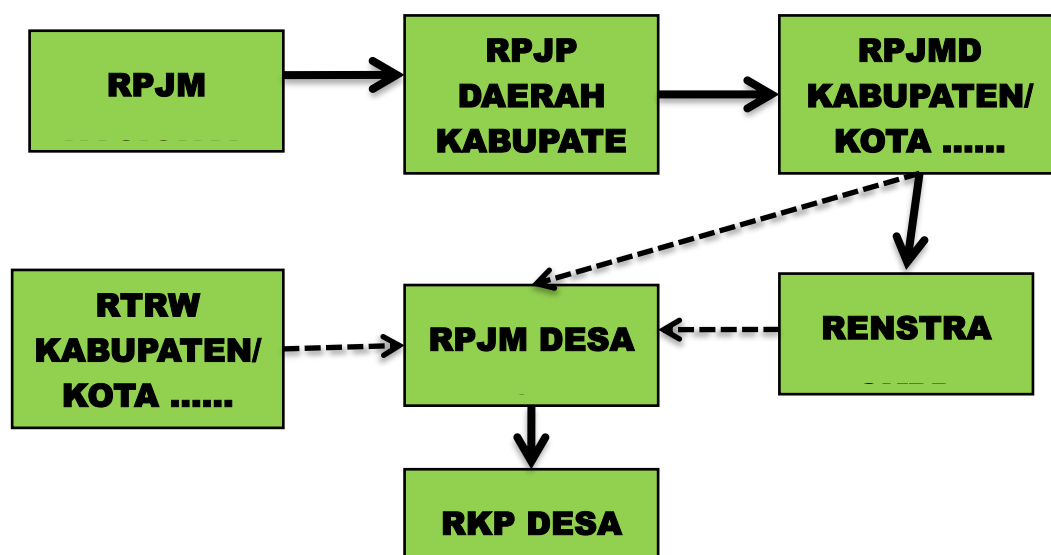 RPJM
RPJP
DAERAH
KABUPATE
RPJMD
KABUPATEN/
KOTA ......
RTRW
KABUPATEN/
KOTA ......
RPJM DESA
RENSTRA
RKP DESA